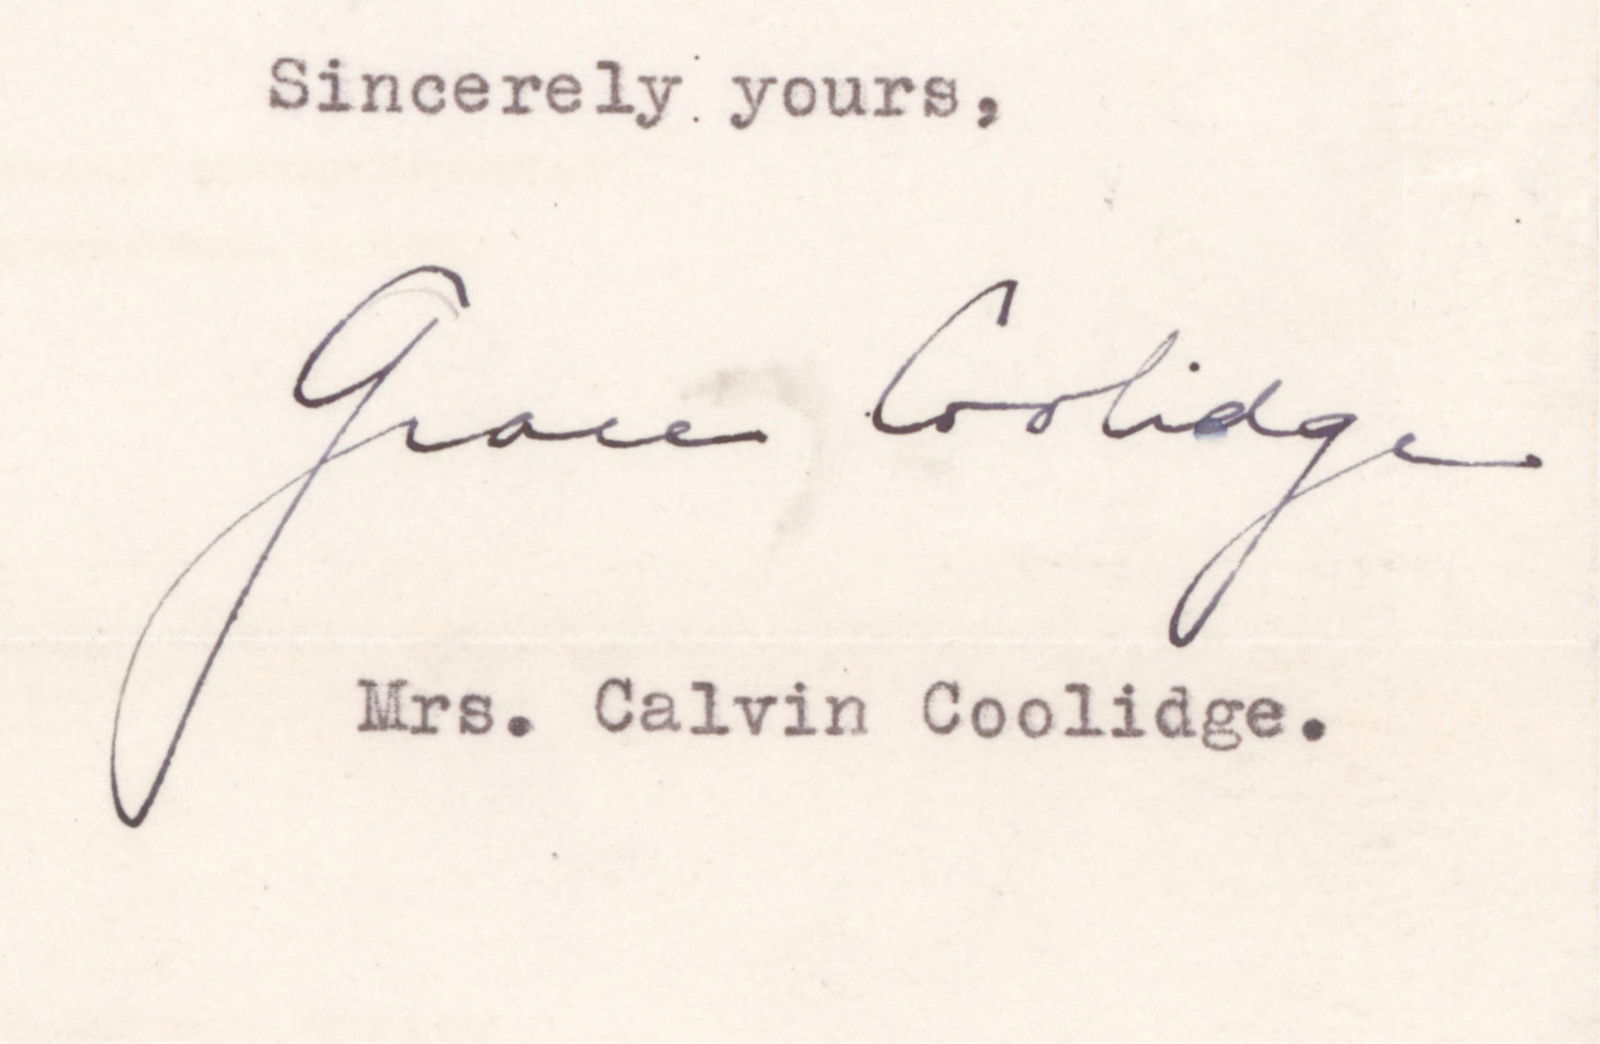 Sincerely yours,
Grace Coolidge
Mrs. Calvin Coolidge.